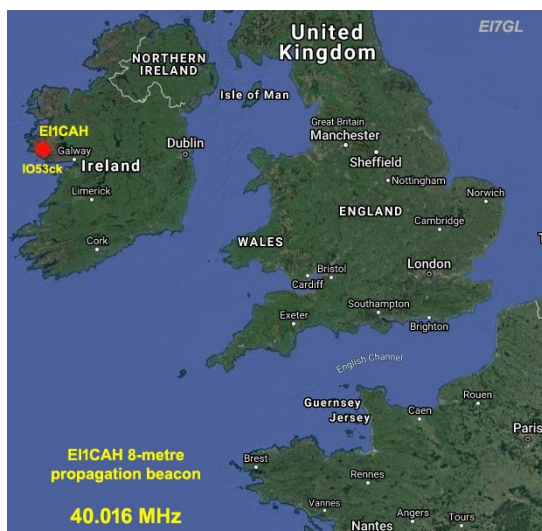 EI7GL
United
Kingdom
NORTHERN
IRELAND
Isle of Man
Great Britain
Manchester
Sheffield
EI1CAH
Galway
IO53ck
Ireland
Dublin
Limerick
Cork
Nottingham
Norwich
ENGLAND
Cambridge
WALES
London
Bristol
Cardiff
Southampton
Exeter
Brighton
English Channel
Guernsey
Jersey
Caen
Rouen
Paris
Brest
Rennes
Vannes
Angers
Tours
Nantes
EI1CAH 8-metre
propagation beacon
40.016 MHz